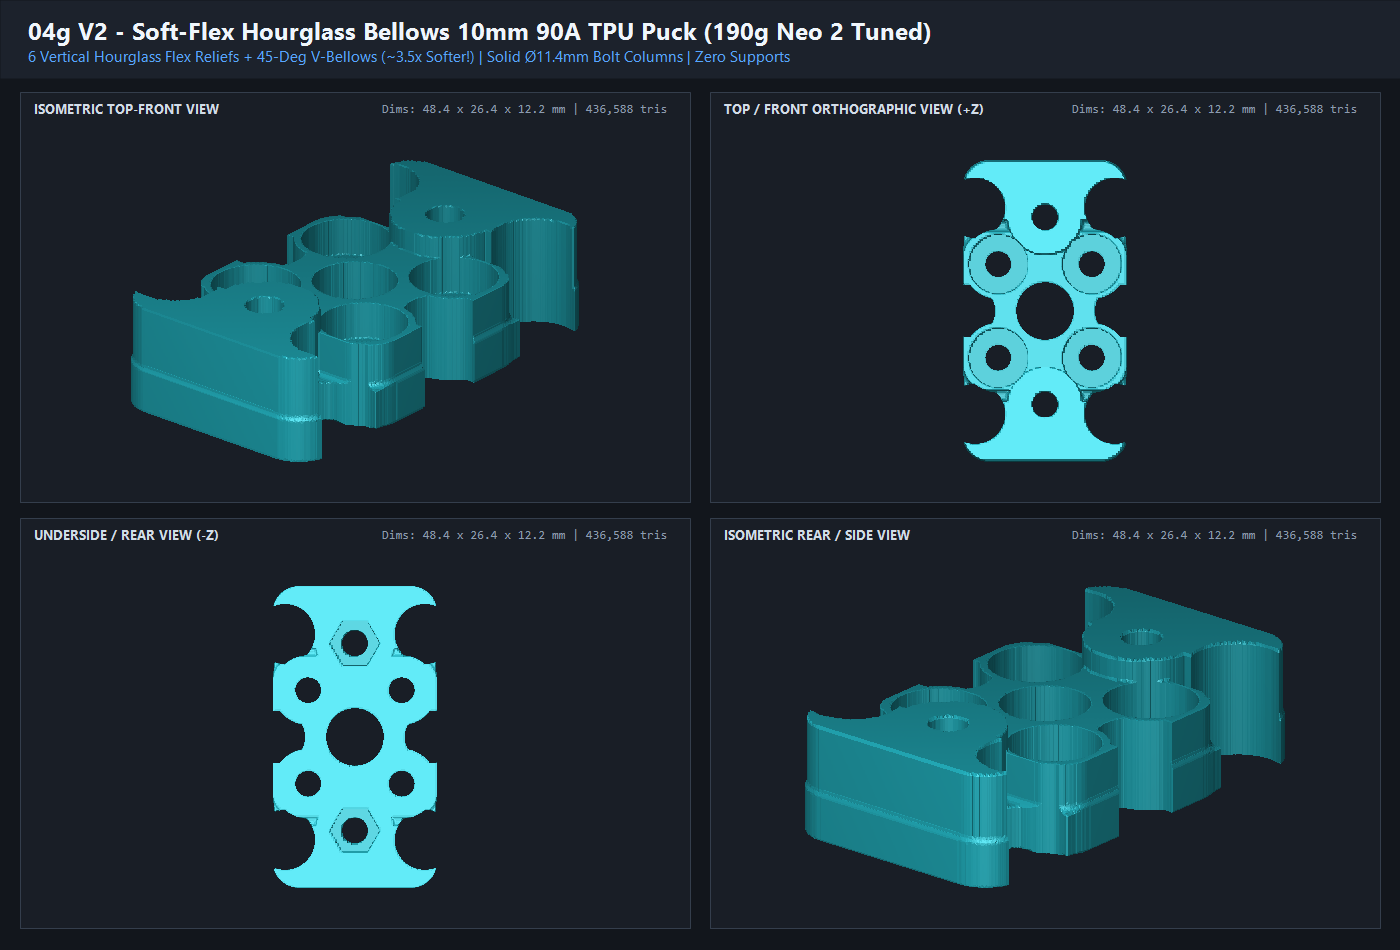 04g V2 - Soft-Flex Hourglass Bellows 10mm 90A TPU Puck (190g Neo 2 Tuned)
6 Vertical Hourglass Flex Reliefs + 45-Deg V-Bellows (~3.5x Softer!) | Solid Ø11.4mm Bolt Columns | Zero Supports
ISOMETRIC TOP-FRONT VIEW
Dims: 48.4 x 26.4 x 12.2 mm | 436,588 tris
TOP / FRONT ORTHOGRAPHIC VIEW (+Z)
Dims: 48.4 x 26.4 x 12.2 mm | 436,588 tris
UNDERSIDE / REAR VIEW (-Z)
Dims: 48.4 x 26.4 x 12.2 mm | 436,588 tris
ISOMETRIC REAR / SIDE VIEW
Dims: 48.4 x 26.4 x 12.2 mm | 436,588 tris